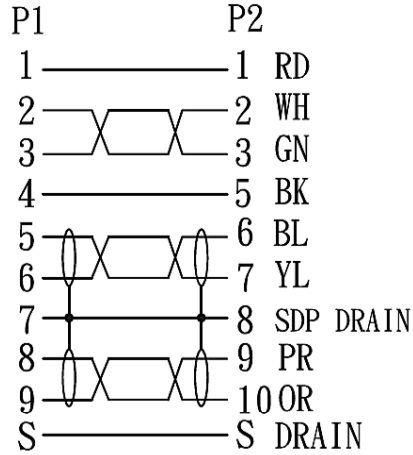 P1 P2
1 1 RD
2 2 WH
3 3 GN
4 5 BK
5 6 BL
6 7 YL
7 8 SDP DRAIN
8 9 PR
9 10 OR
S S DRAIN